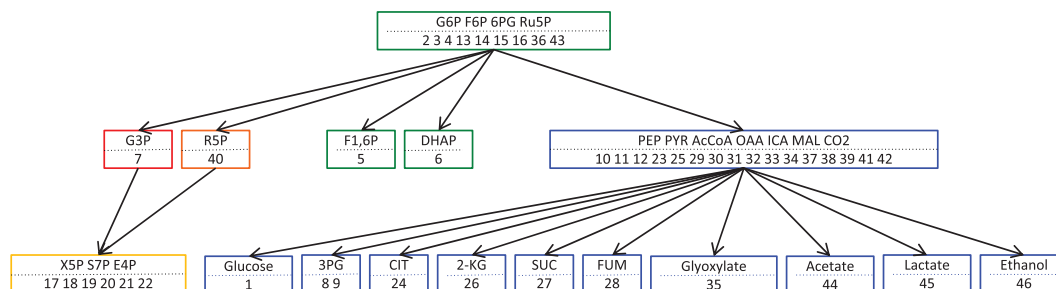 G6P F6P 6PG Ru5P
2 3 4 13 14 15 16 36 43
G3P
7
R5P
40
F1,6P
5
DHAP
6
PEP PYR AcCoA OAA ICA MAL CO2
10 11 12 23 25 29 30 31 32 33 34 37 38 39 41 42
X5P S7P E4P
17 18 19 20 21 22
Glucose
1
3PG
8 9
CIT
24
2-KG
26
SUC
27
FUM
28
Glyoxylate
35
Acetate
44
Lactate
45
Ethanol
46